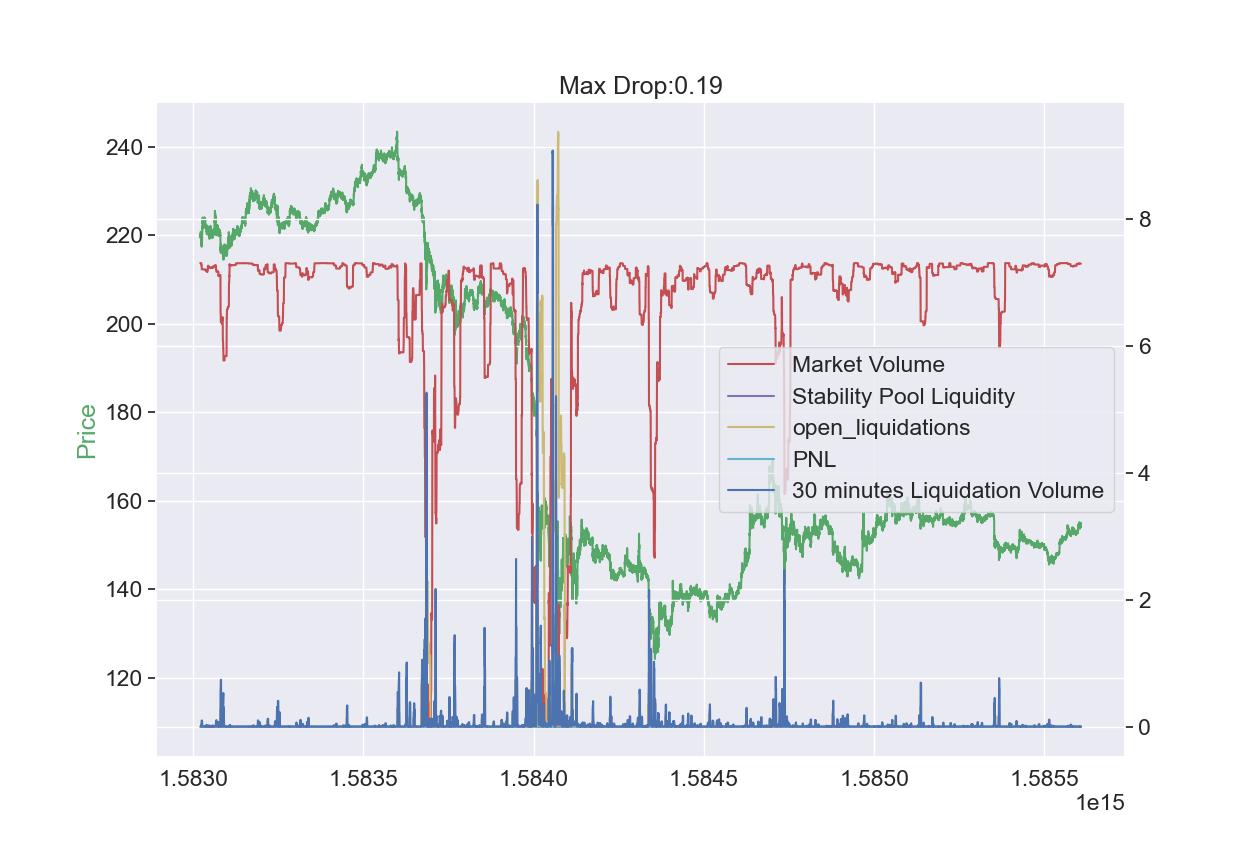 Max Drop:0.19
240
220
200
180
160
140
120
Price
8
6
4
2
0
Market Volume
Stability Pool Liquidity
open_liquidations
PNL
30 minutes Liquidation Volume
1.5830 1.5835 1.5840 1.5845 1.5850 1.5855
1e15